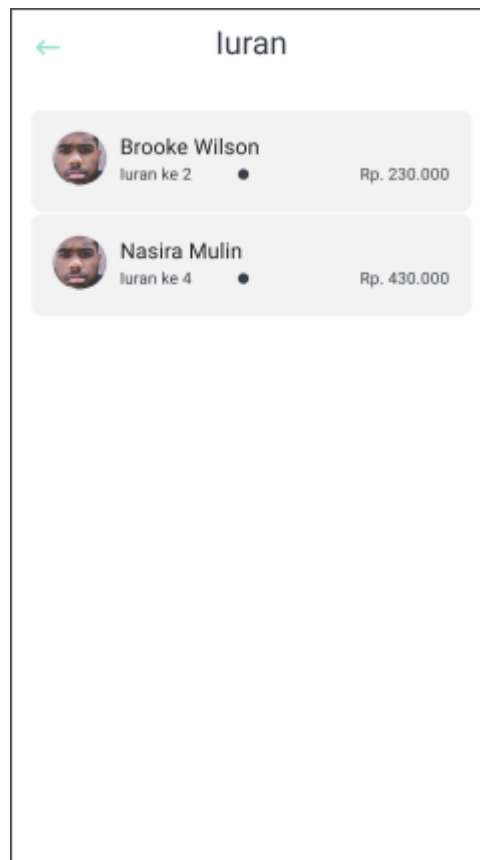 Iuran
Brooke Wilson
Iuran ke 2 ● Rp. 230.000
Nasira Mulin
Iuran ke 4 ● Rp. 430.000